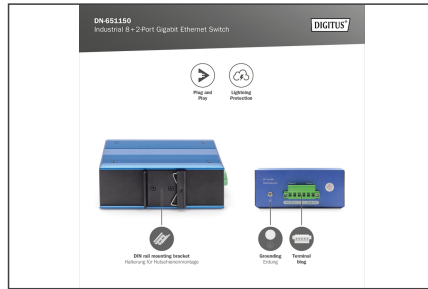 DN-651150
Industrial 8+2-Port Gigabit Ethernet Switch
DIGITUS®
Plug and
Play
Lightning
Protection
DIN rail mounting bracket
Halterung für Hutschienenmontage
Grounding
Erdung
Terminal
blog